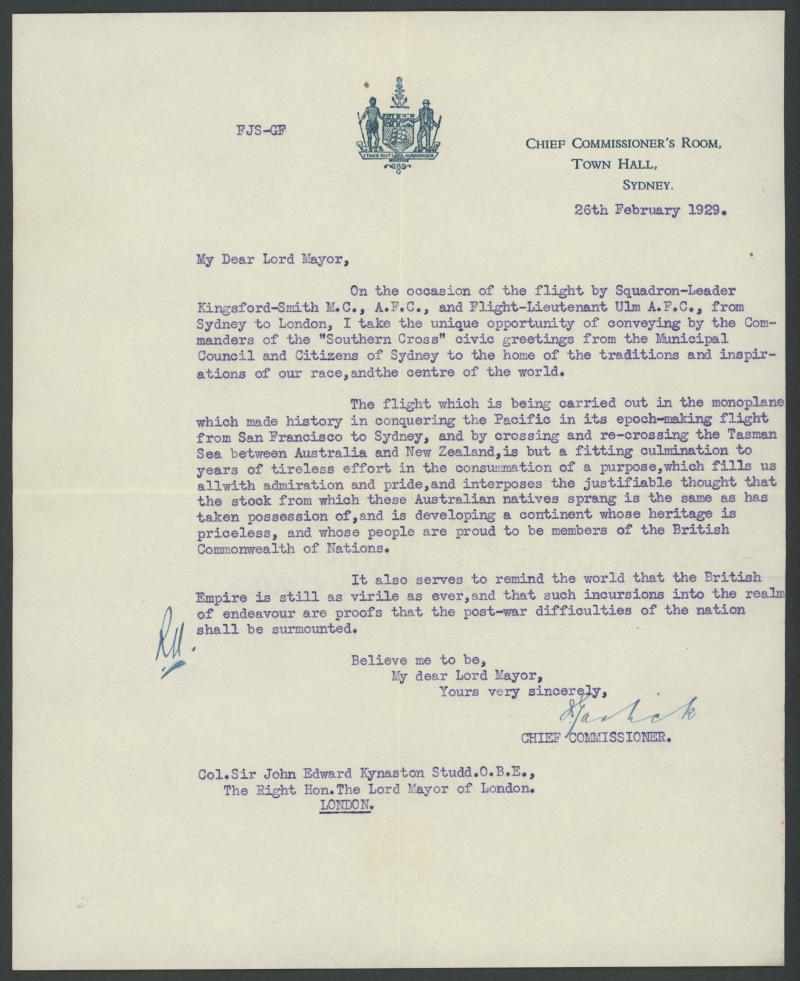 FJS-GF
I TAKE BUT I SURRENDER
CHIEF COMMISSIONER'S ROOM,
TOWN HALL,
SYDNEY.
26th February 1929.
My Dear Lord Mayor,
On the occasion of the flight by Squadron-Leader
Kingsford-Smith M.C., A.F.C., and Flight-Lieutenant Ulm A.F.C., from
Sydney to London, I take the unique opportunity of conveying by the Com-
manders of the "Southern Cross" civic greetings from the Municipal
Council and Citizens of Sydney to the home of the traditions and inspir-
ations of our race,andthe centre of the world.
The flight which is being carried out in the monoplane
which made history in conquering the Pacific in its epoch-making flight
from San Francisco to Sydney, and by crossing and re-crossing the Tasman
Sea between Australia and New Zealand,is but a fitting culmination to
years of tireless effort in the consummation of a purpose,which fills us
allwith admiration and pride,and interposes the justifiable thought that
the stock from which these Australian natives sprang is the same as has
taken possession of,and is developing a continent whose heritage is
priceless, and whose people are proud to be members of the British
Commonwealth of Nations.
It also serves to remind the world that the British
Empire is still as virile as ever,and that such incursions into the realm
of endeavour are proofs that the post-war difficulties of the nation
shall be surmounted.
Believe me to be,
My dear Lord Mayor,
Yours very sincerely,
CHIEF COMMISSIONER.
Col.Sir John Edward Kynaston Studd.O.B.E.,
The Right Hon.The Lord Mayor of London.
LONDON.